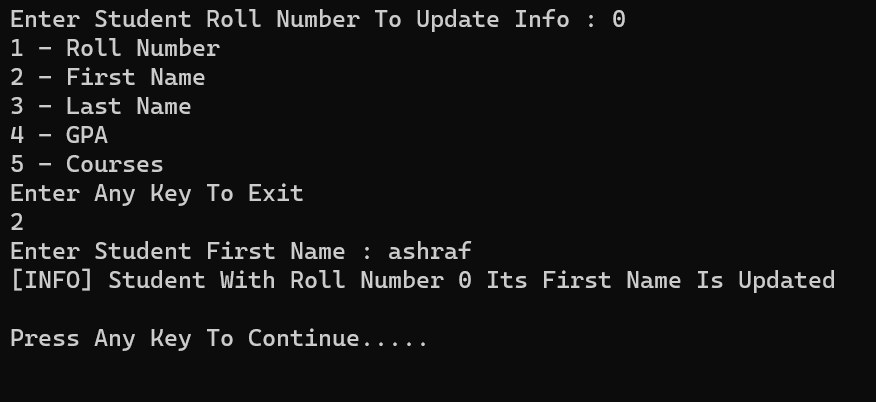 Enter Student Roll Number To Update Info : 0
1 - Roll Number
2 - First Name
3 - Last Name
4 - GPA
5 - Courses
Enter Any Key To Exit
2
Enter Student First Name : ashraf
[INFO] Student With Roll Number 0 Its First Name Is Updated
Press Any Key To Continue.....